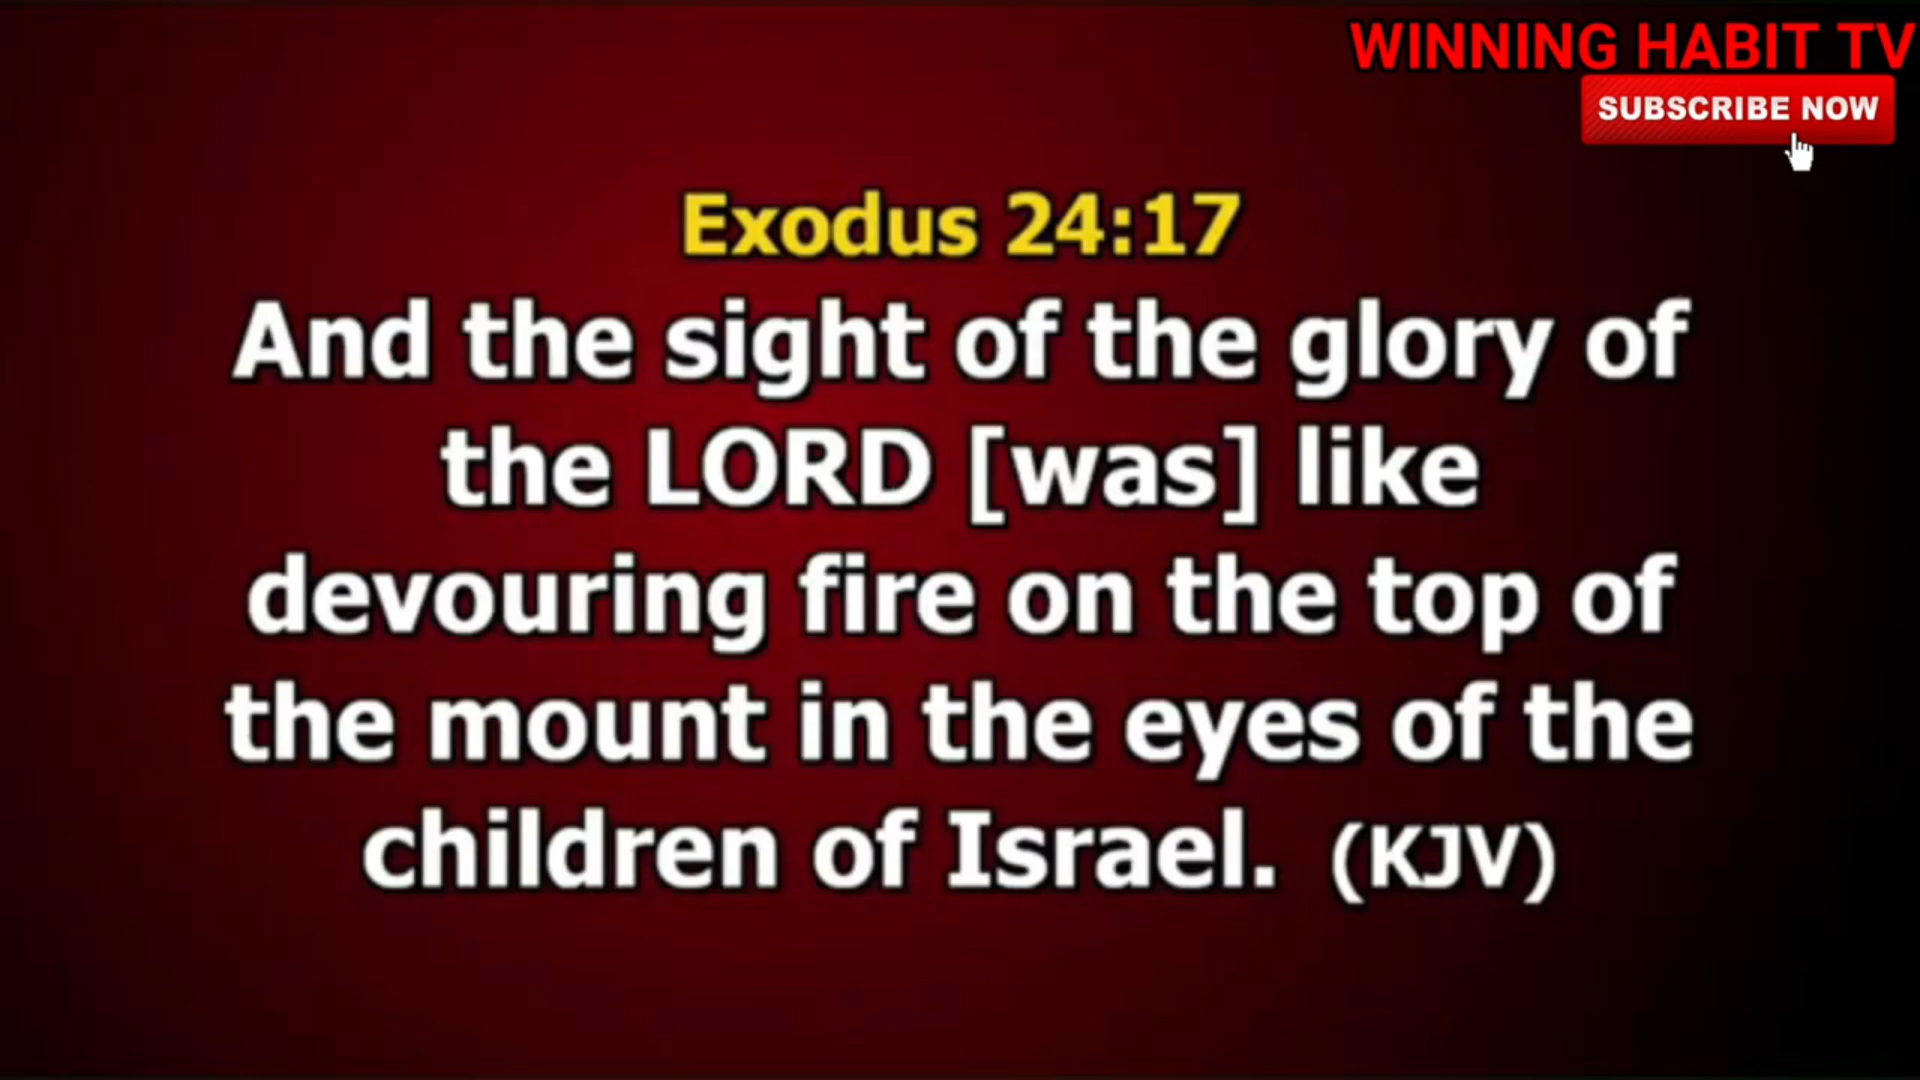 WINNING HABIT TV
SUBSCRIBE NOW
Exodus 24:17
And the sight of the glory of
the LORD [was] like
devouring fire on the top of
the mount in the eyes of the
children of Israel. (KJV)